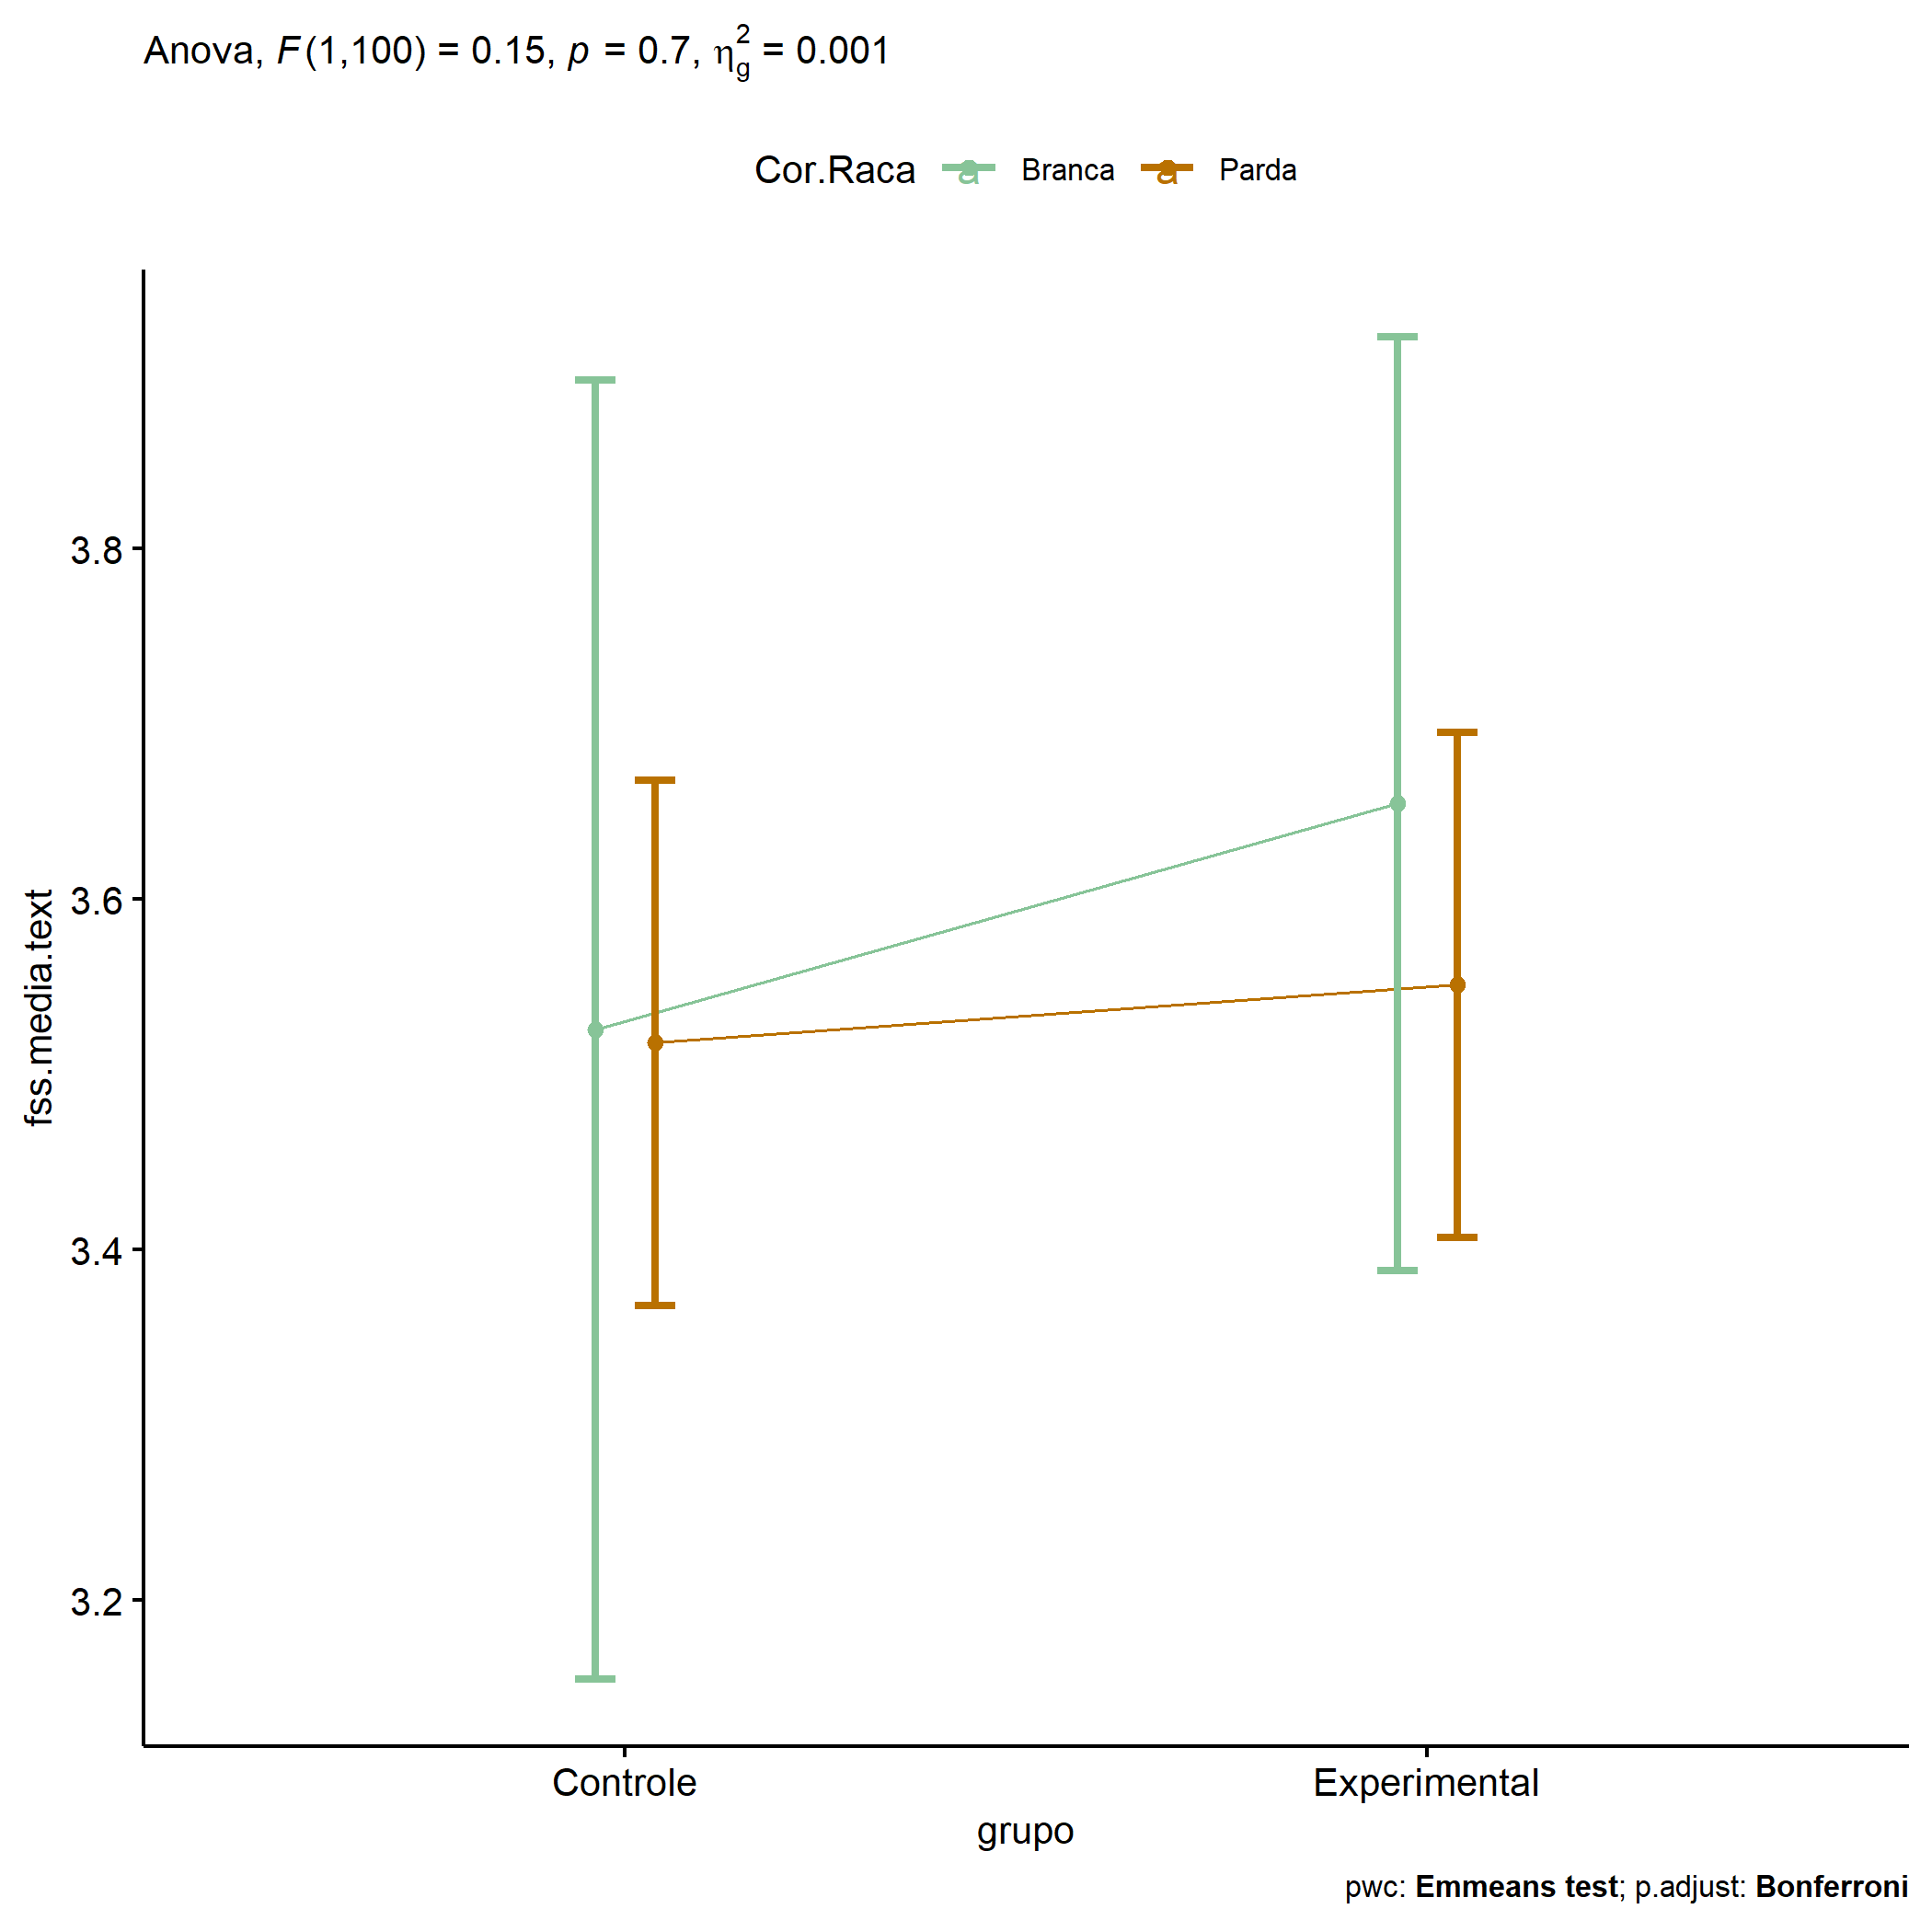 Anova, F(1,100) = 0.15, p = 0.7, η²g = 0.001
Cor.Raca a Branca a Parda
fss.media.text
3.8
3.6
3.4
3.2
Controle Experimental
grupo
pwc: Emmeans test; p.adjust: Bonferroni